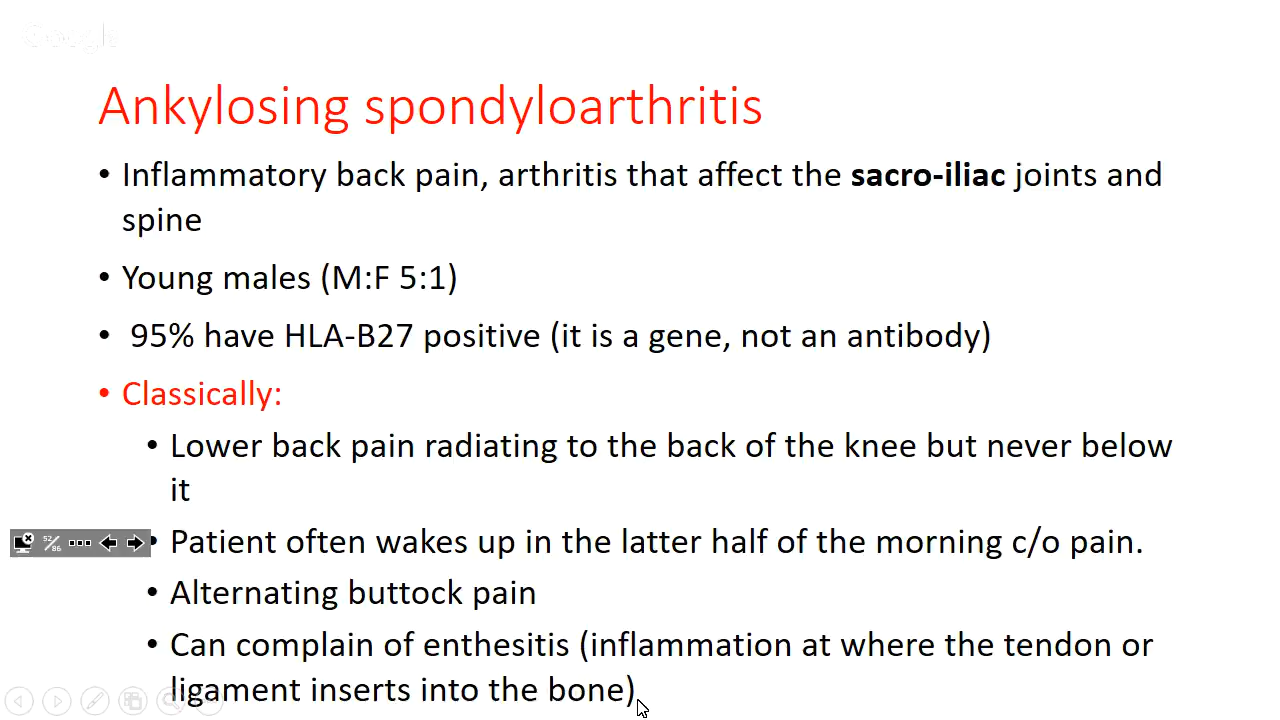 Google
Ankylosing spondyloarthritis
• Inflammatory back pain, arthritis that affect the sacro-iliac joints and
spine
• Young males (M:F 5:1)
• 95% have HLA-B27 positive (it is a gene, not an antibody)
• Classically:
• Lower back pain radiating to the back of the knee but never below
it
52/86
• Patient often wakes up in the latter half of the morning c/o pain.
• Alternating buttock pain
• Can complain of enthesitis (inflammation at where the tendon or
ligament inserts into the bone)